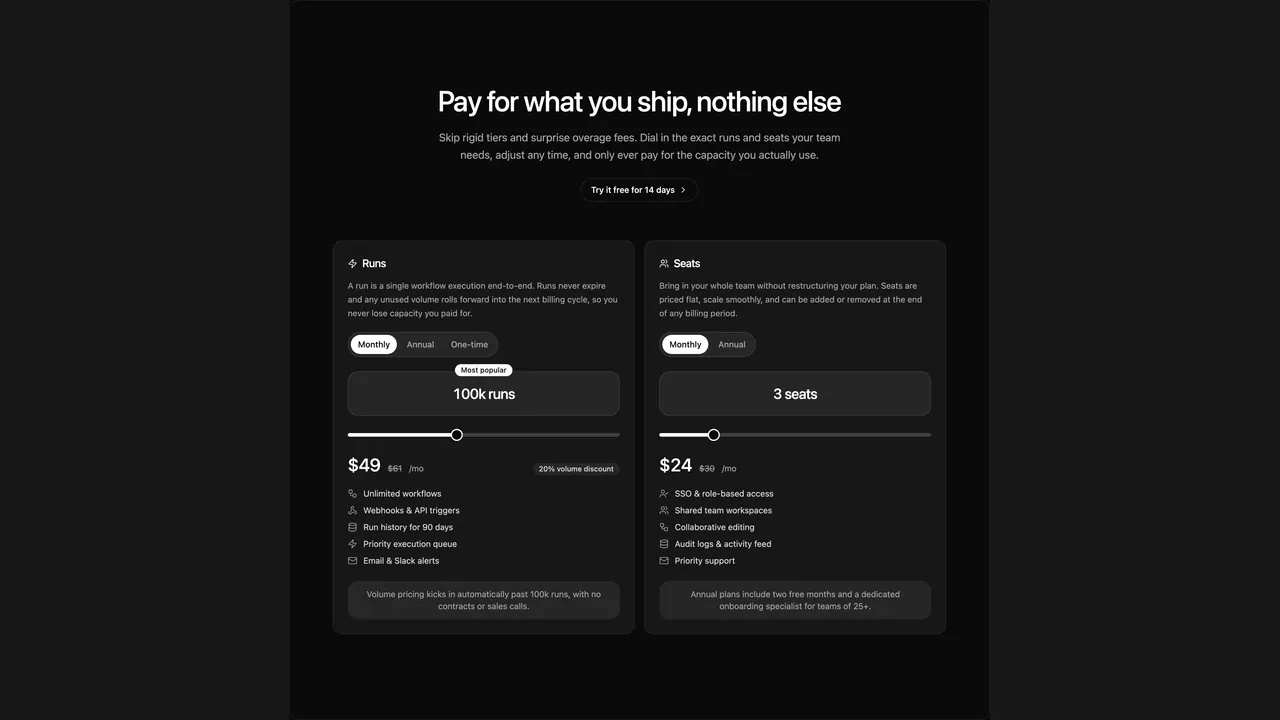 Pay for what you ship, nothing else
Skip rigid tiers and surprise overage fees. Dial in the exact runs and seats your team
needs, adjust any time, and only ever pay for the capacity you actually use.
Try it free for 14 days
Runs
A run is a single workflow execution end-to-end. Runs never expire
and any unused volume rolls forward into the next billing cycle, so you
never lose capacity you paid for.
Monthly Annual One-time
Most popular
100k runs
$49 $61 /mo
20% volume discount
Unlimited workflows
Webhooks & API triggers
Run history for 90 days
Priority execution queue
Email & Slack alerts
Volume pricing kicks in automatically past 100k runs, with no
contracts or sales calls.
Seats
Bring in your whole team without restructuring your plan. Seats are
priced flat, scale smoothly, and can be added or removed at the end
of any billing period.
Monthly Annual
3 seats
$24 $30 /mo
SSO & role-based access
Shared team workspaces
Collaborative editing
Audit logs & activity feed
Priority support
Annual plans include two free months and a dedicated
onboarding specialist for teams of 25+.